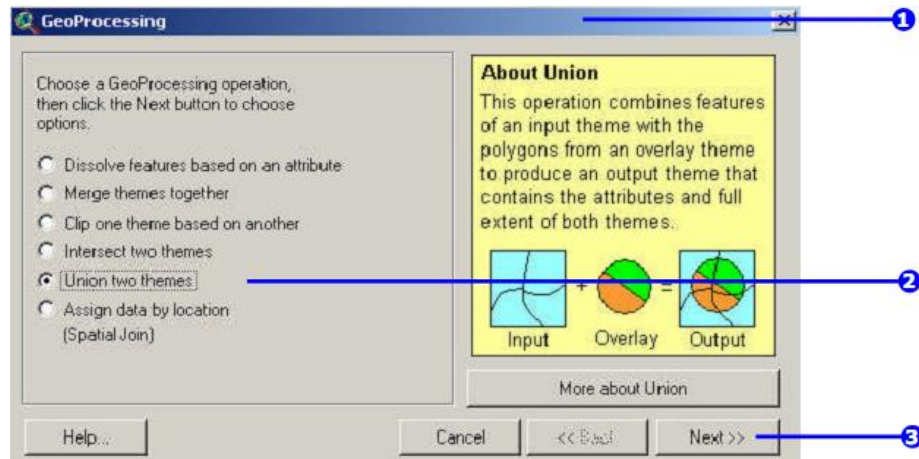 GeoProcessing
1
Choose a GeoProcessing operation,
then click the Next button to choose
options.
Dissolve features based on an attribute
Merge themes together
Clip one theme based on another
Intersect two themes
Union two themes
Assign data by location
(Spatial Join)
2
About Union
This operation combines features
of an input theme with the
polygons from an overlay theme
to produce an output theme that
contains the attributes and full
extent of both themes.
+ =
Input Overlay Output
More about Union
Help... Cancel << Back Next >>
3